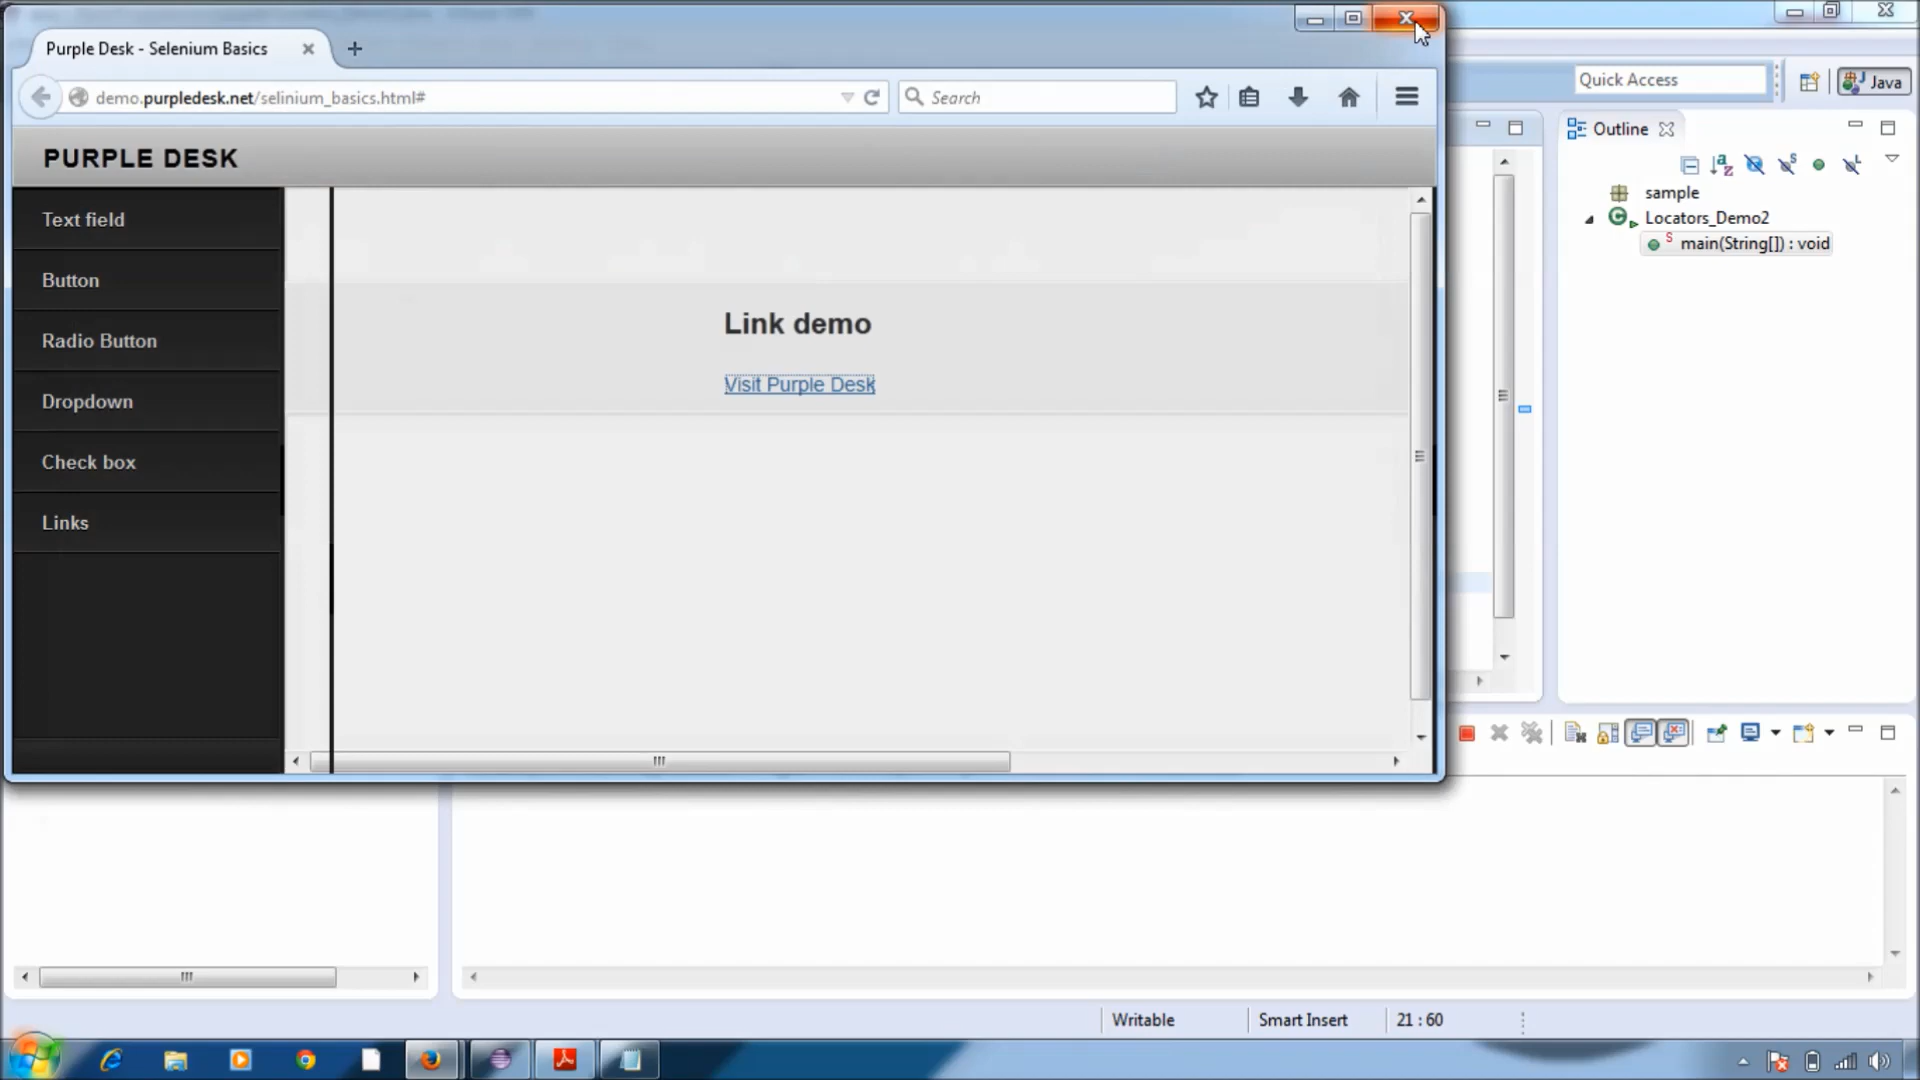 Purple Desk - Selenium Basics
demo.purpledesk.net/selinium_basics.html#
Search
Quick Access
Java
PURPLE DESK
Text field
Button
Radio Button
Dropdown
Check box
Links
Link demo
Visit Purple Desk
Outline
sample
Locators_Demo2
main(String[]) : void
Writable
Smart Insert
21 : 60